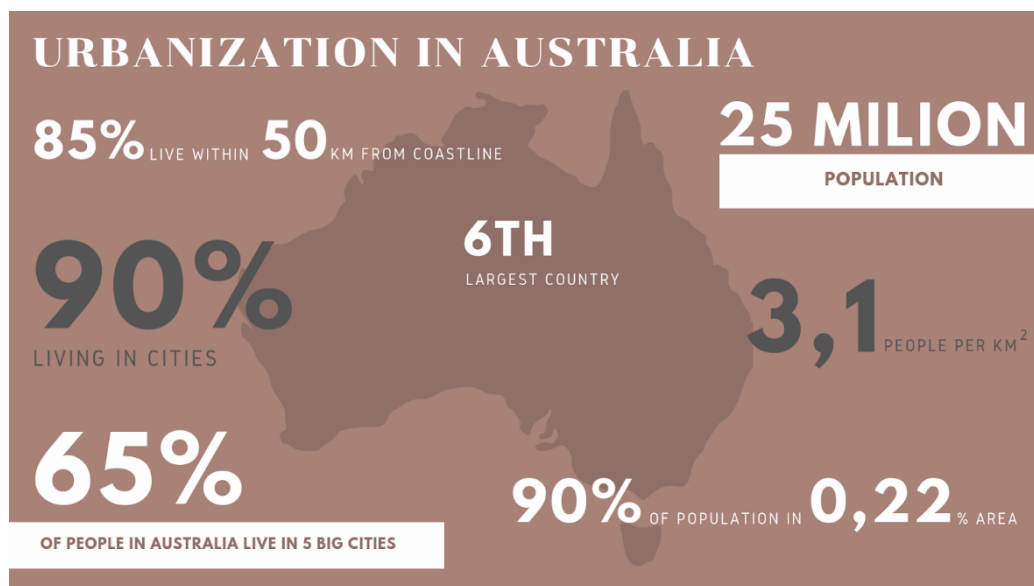 URBANIZATION IN AUSTRALIA
85% LIVE WITHIN 50 KM FROM COASTLINE
25 MILION
POPULATION
6TH
LARGEST COUNTRY
90%
LIVING IN CITIES
3,1 PEOPLE PER KM²
65%
OF PEOPLE IN AUSTRALIA LIVE IN 5 BIG CITIES
90% OF POPULATION IN 0,22 % AREA